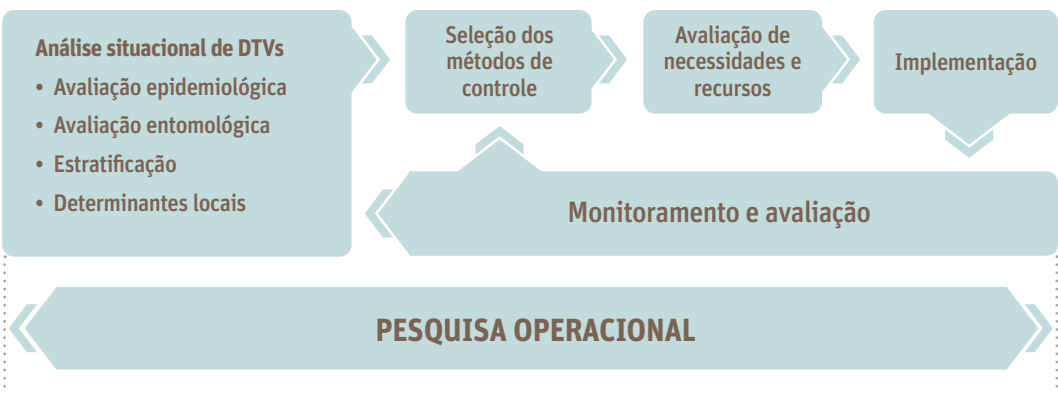 Análise situacional de DTVs
• Avaliação epidemiológica
• Avaliação entomológica
• Estratificação
• Determinantes locais
Seleção dos
métodos de
controle
Avaliação de
necessidades e
recursos
Implementação
Monitoramento e avaliação
PESQUISA OPERACIONAL